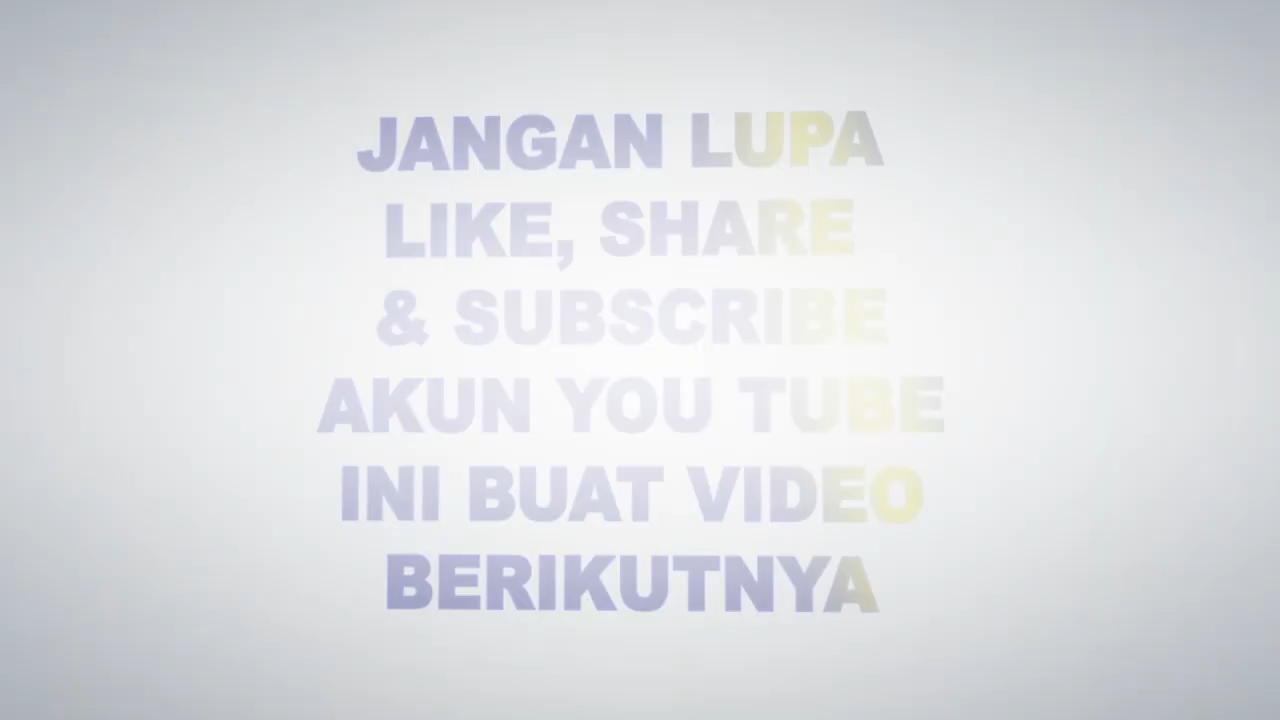 JANGAN LUPA
LIKE, SHARE
& SUBSCRIBE
AKUN YOU TUBE
INI BUAT VIDEO
BERIKUTNYA